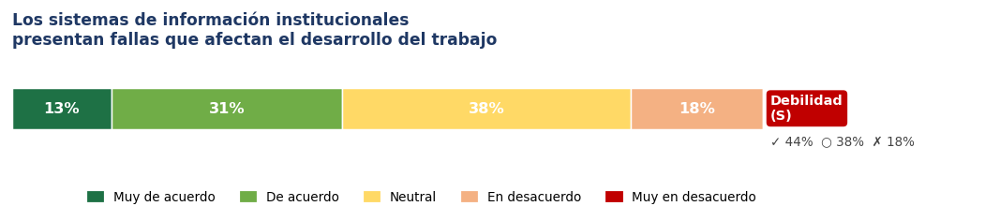 Los sistemas de información institucionales
presentan fallas que afectan el desarrollo del trabajo
13% 31% 38% 18%
Debilidad
(S)
✓ 44% ○ 38% ✗ 18%
Muy de acuerdo De acuerdo Neutral En desacuerdo Muy en desacuerdo